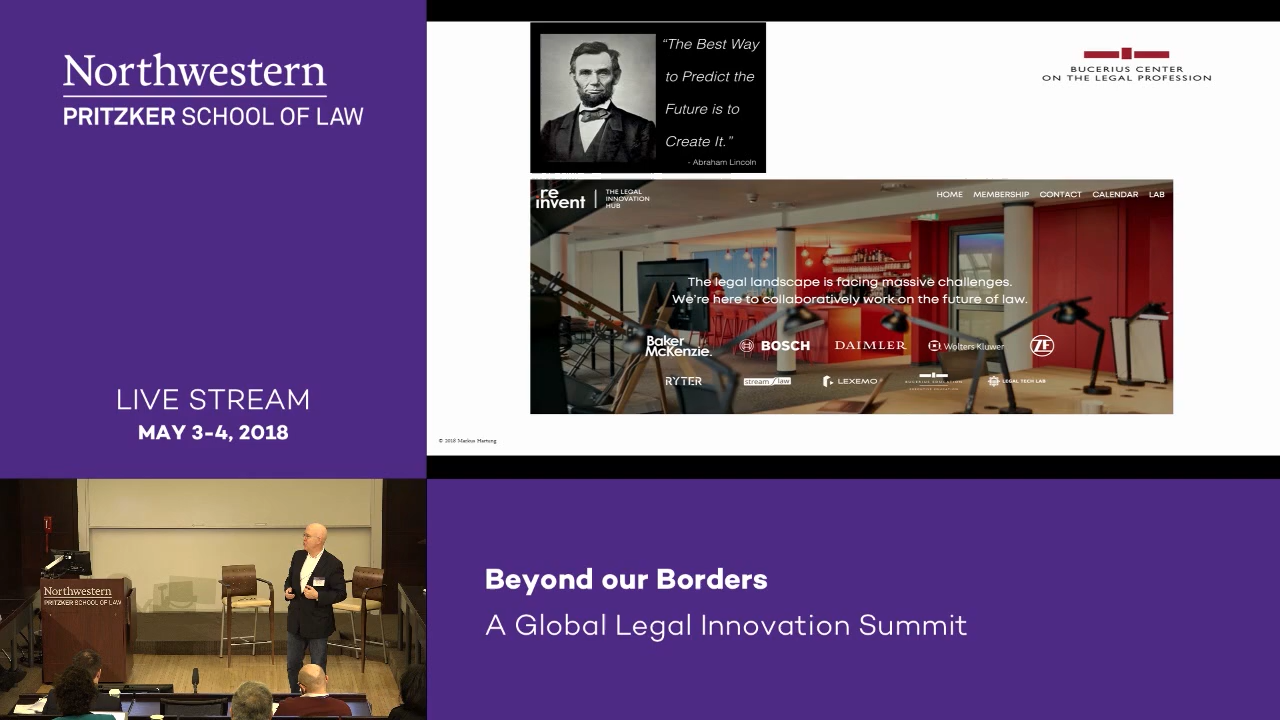 Northwestern
PRITZKER SCHOOL OF LAW
LIVE STREAM
MAY 3-4, 2018
“The Best Way
to Predict the
Future is to
Create It.”
- Abraham Lincoln
BUCERIUS CENTER
ON THE LEGAL PROFESSION
re
invent
THE LEGAL
INNOVATION
HUB
HOME MEMBERSHIP CONTACT CALENDAR LAB
The legal landscape is facing massive challenges.
We're here to collaboratively work on the future of law.
Baker
McKenzie.
BOSCH
DAIMLER
Wolters Kluwer
ZF
RYTER
stream law
LEXEMO
BUCERIUS EDUCATION
LEGAL TECH LAB
© 2018 Markus Hartung
Northwestern
PRITZKER SCHOOL OF LAW
Beyond our Borders
A Global Legal Innovation Summit